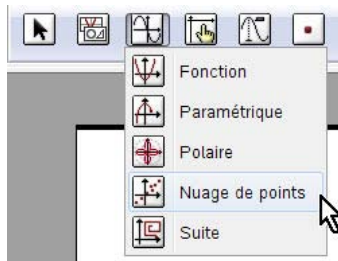 Fonction
Paramétrique
Polaire
Nuage de points
Suite